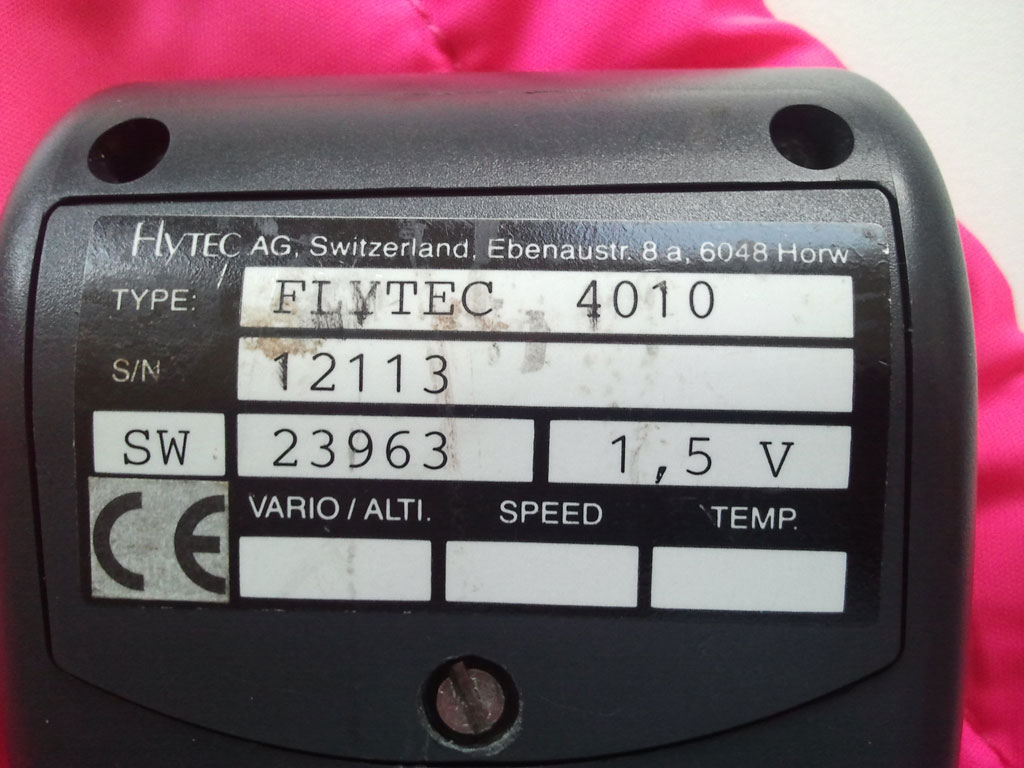 FLYTEC AG, Switzerland, Ebenaustr. 8 a, 6048 Horw
TYPE: FLYTEC 4010
S/N 12113
SW 23963 1,5 V
CE VARIO / ALTI. SPEED TEMP.